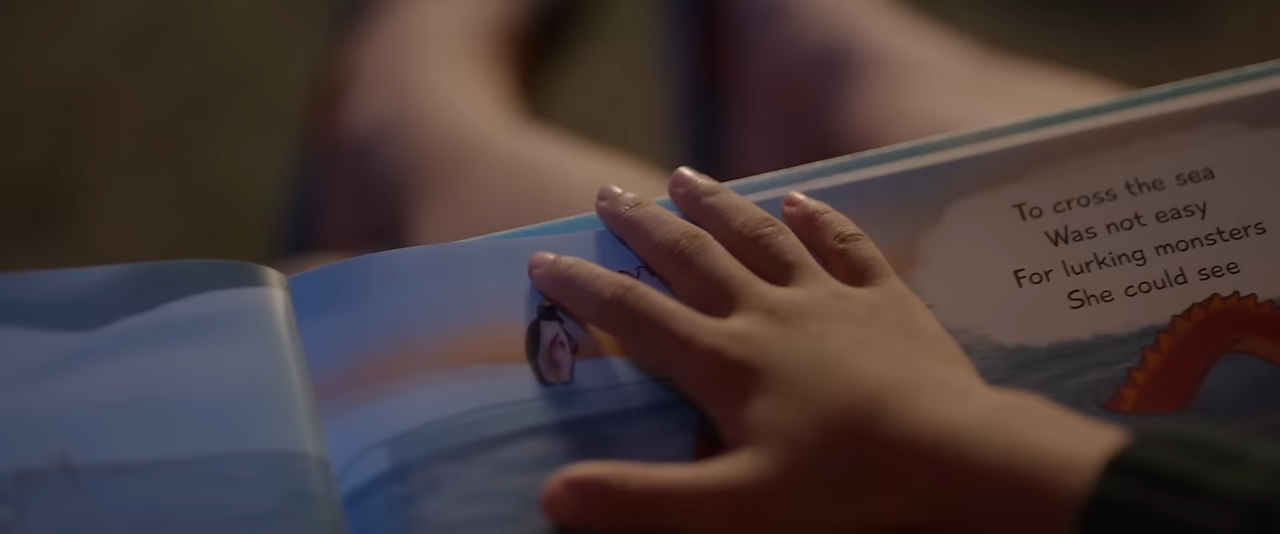 To cross the sea
Was not easy
For lurking monsters
She could see